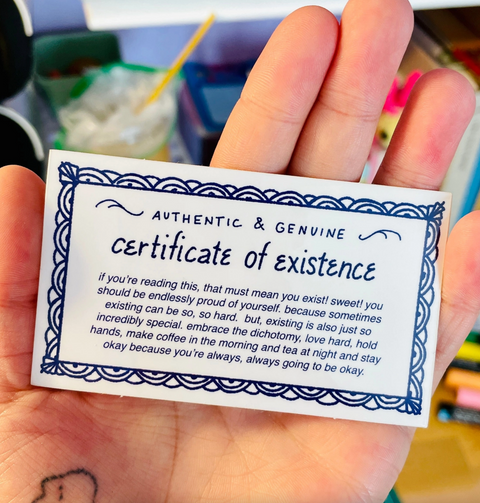 AUTHENTIC & GENUINE
certificate of existence
if you're reading this, that must mean you exist! sweet! you
should be endlessly proud of yourself. because sometimes
existing can be so, so hard. but, existing is also just so
incredibly special. embrace the dichotomy, love hard, hold
hands, make coffee in the morning and tea at night and stay
okay because you're always, always going to be okay.